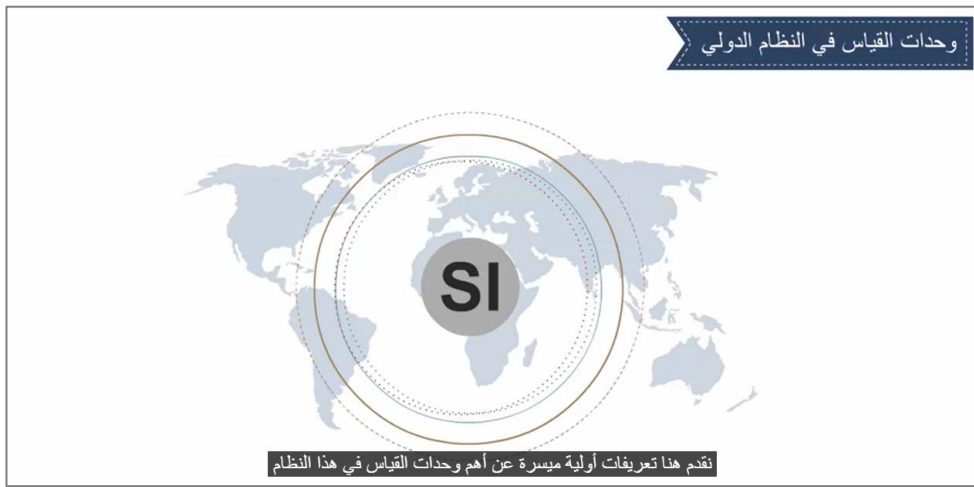 وحدات القياس في النظام الدولي
SI
نقدم هنا تعريفات أولية ميسرة عن أهم وحدات القياس في هذا النظام